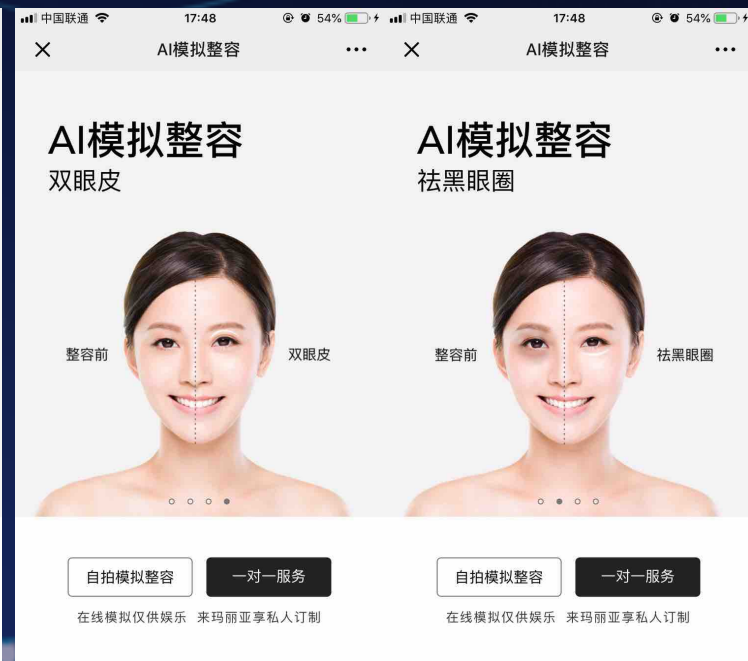 中国联通 17:48 54%
AI模拟整容
AI模拟整容
双眼皮
整容前 双眼皮
自拍模拟整容 一对一服务
在线模拟仅供娱乐 来玛丽亚享私人订制
中国联通 17:48 54%
AI模拟整容
AI模拟整容
祛黑眼圈
整容前 祛黑眼圈
自拍模拟整容 一对一服务
在线模拟仅供娱乐 来玛丽亚享私人订制